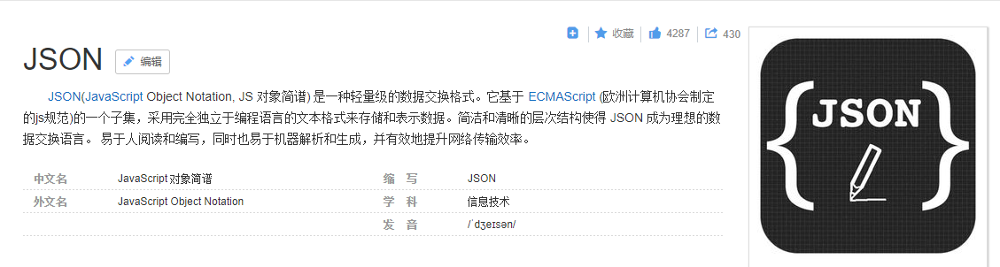 收藏 4287 430
JSON 编辑
JSON(JavaScript Object Notation, JS 对象简谱) 是一种轻量级的数据交换格式。它基于 ECMAScript (欧洲计算机协会制定
的js规范)的一个子集，采用完全独立于编程语言的文本格式来存储和表示数据。简洁和清晰的层次结构使得 JSON 成为理想的数
据交换语言。 易于人阅读和编写，同时也易于机器解析和生成，并有效地提升网络传输效率。
中文名 JavaScript 对象简谱 编 写 JSON
外文名 JavaScript Object Notation 学 科 信息技术
发 音 /ˈdʒeɪsən/
{JSON}